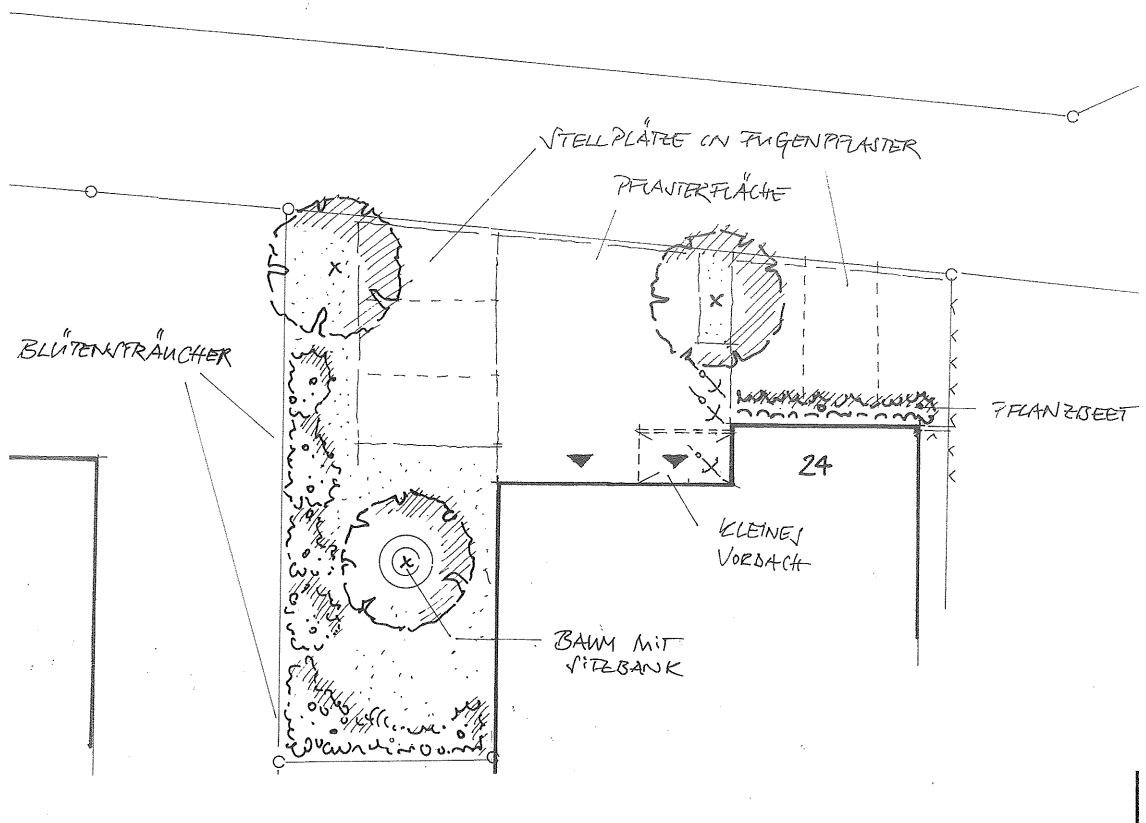 STELLPLÄTZE IN FUGENPFLASTER
PFLASTERFLÄCHE
BLÜTENSTRÄUCHER
PFLANZBEET
24
KLEINES
VORDACH
BAUM MIT
SITZBANK